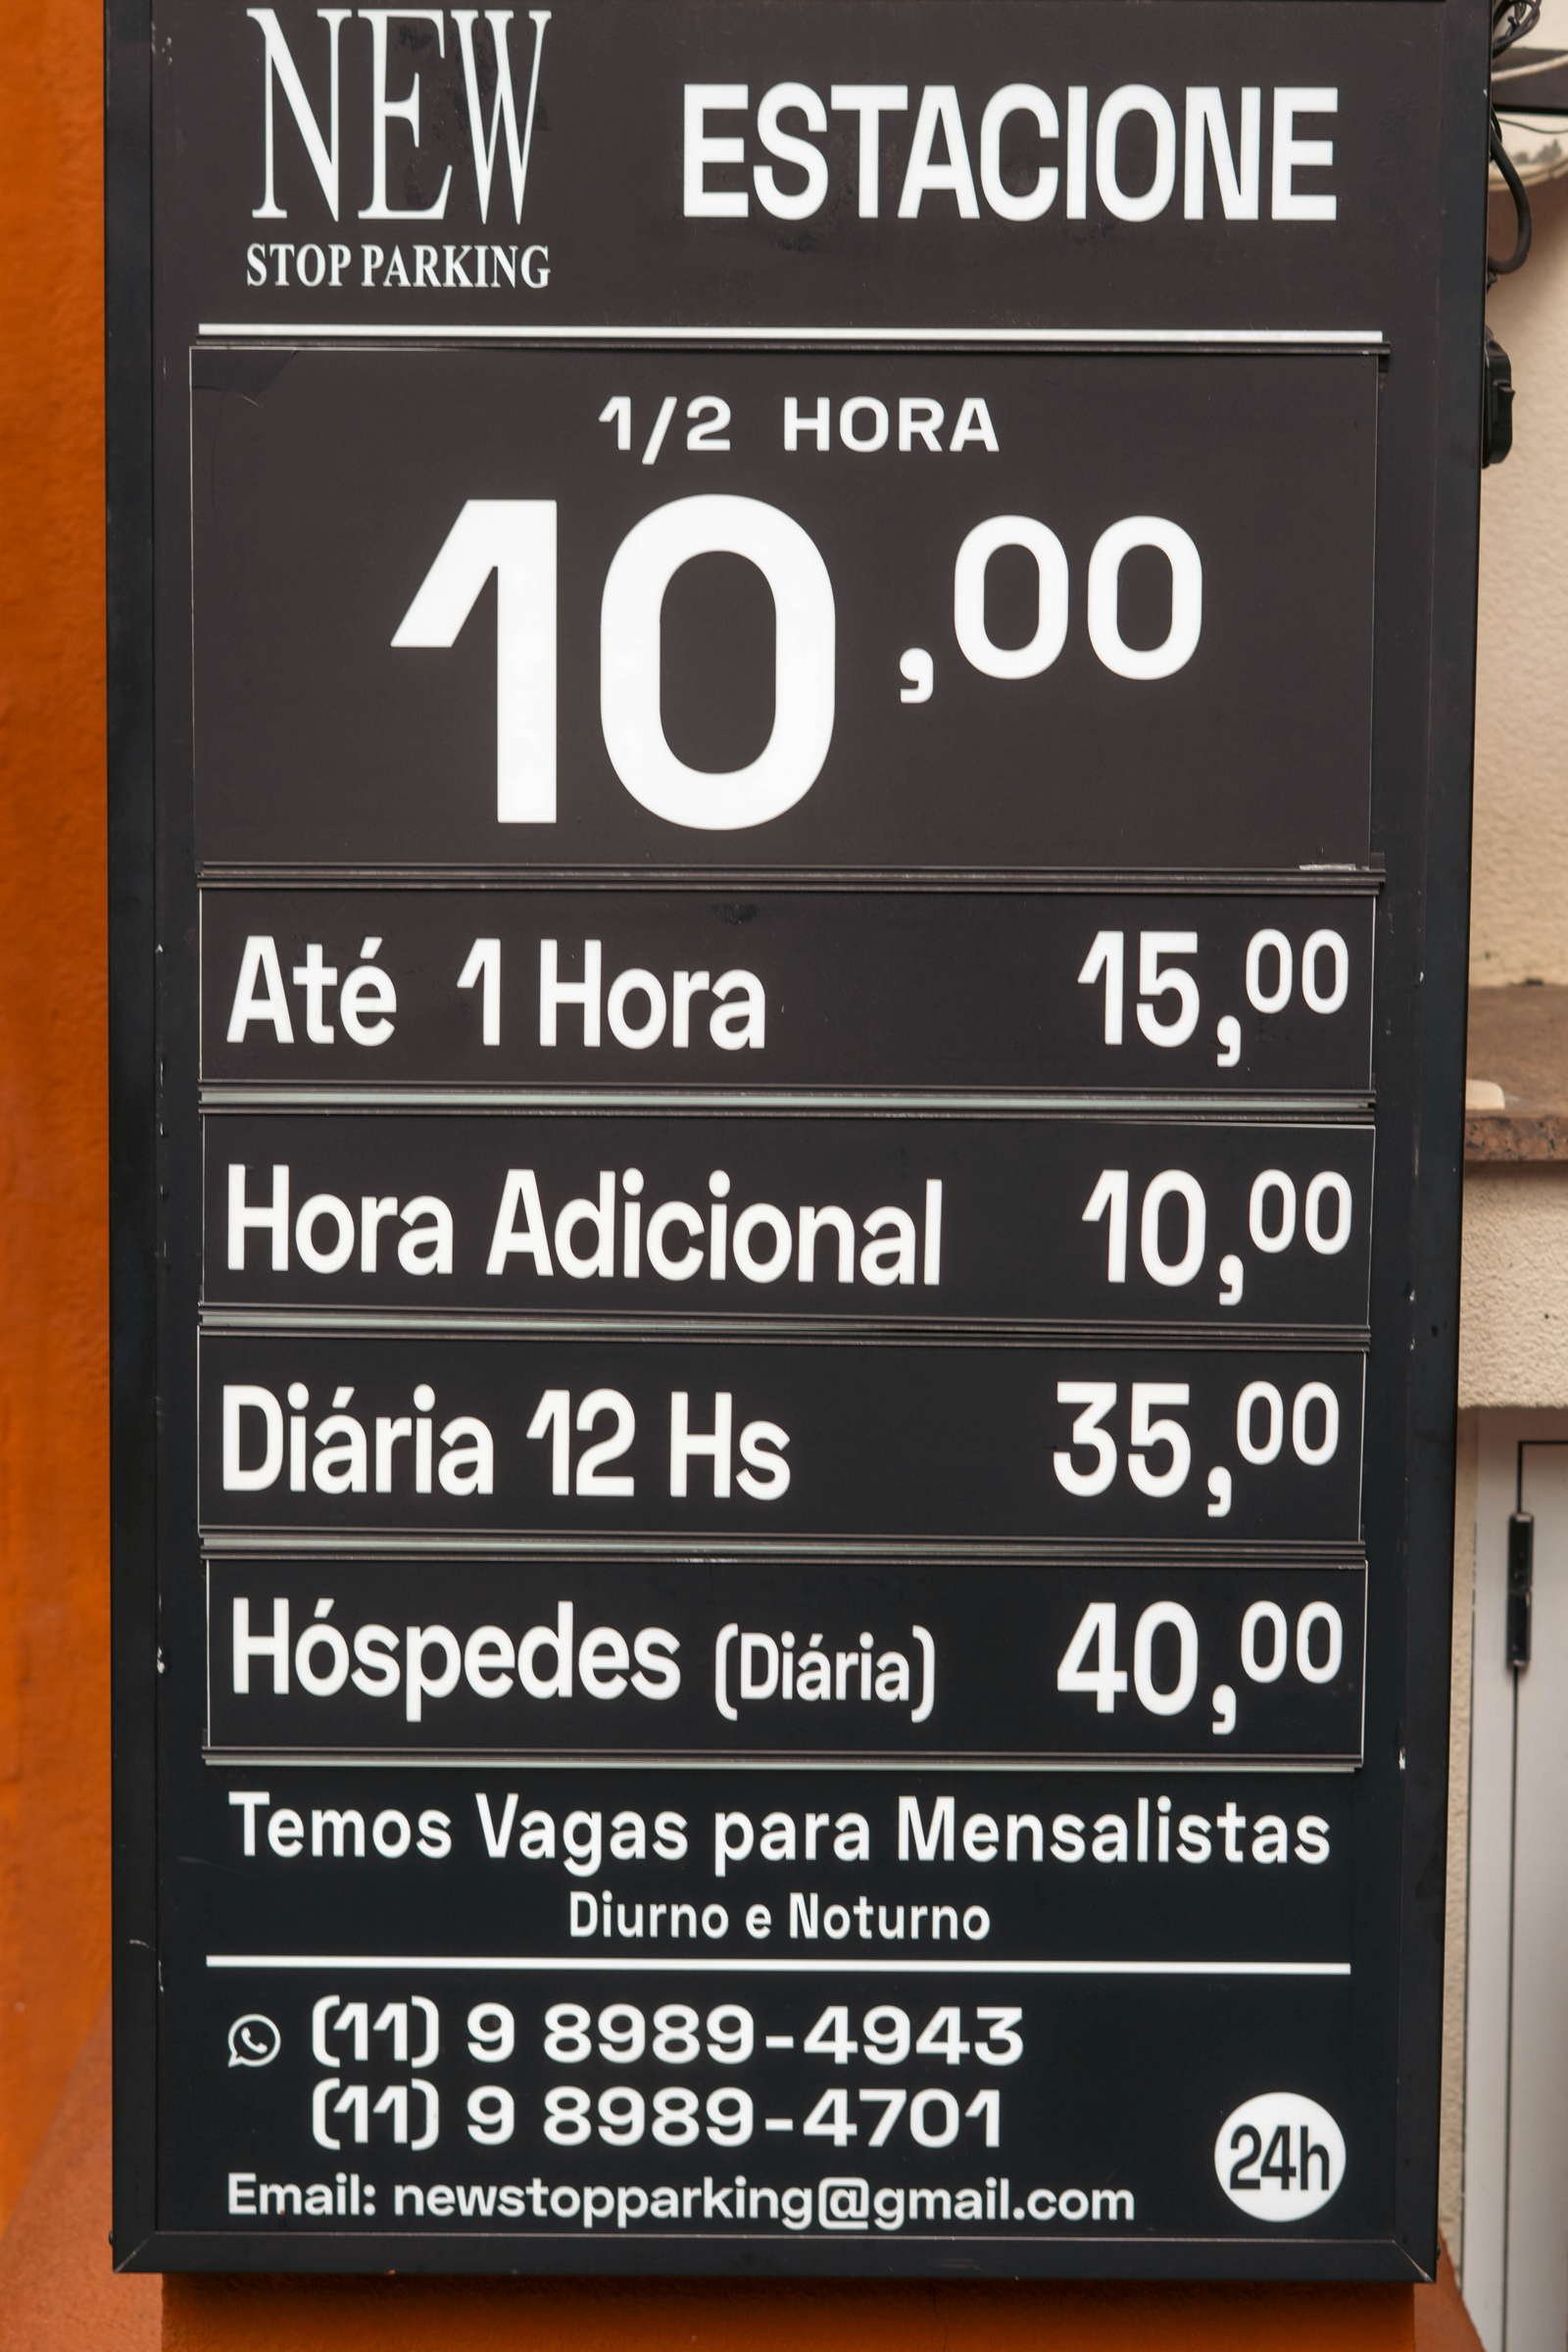 NEW
STOP PARKING
ESTACIONE
1/2 HORA
10,00
Até 1 Hora 15,00
Hora Adicional 10,00
Diária 12 Hs 35,00
Hóspedes (Diária) 40,00
Temos Vagas para Mensalistas
Diurno e Noturno
(11) 9 8989-4943
(11) 9 8989-4701
Email: newstopparking@gmail.com
24h